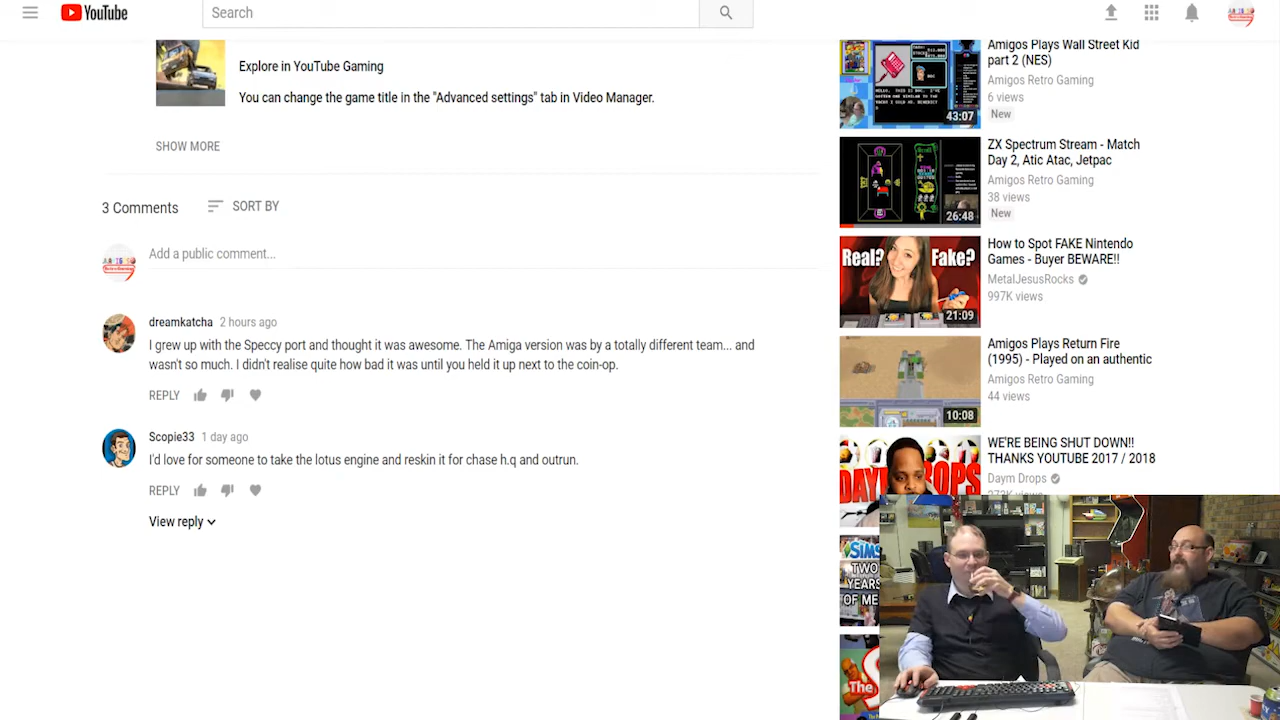 YouTube
Search
e in YouTube Gaming
Change the game title in the "Advanced settings" tab in Video Manager
SHOW MORE
3 Comments
SORT BY
Add a public comment...
dreamkatcha 2 hours ago
I grew up with the Speccy port and thought it was awesome. The Amiga version was by a totally different team... and
wasn't so much. I didn't realise quite how bad it was until you held it up next to the coin-op.
REPLY
Scopie33 1 day ago
I'd love for someone to take the lotus engine and reskin it for chase h.q and outrun.
REPLY
View reply
43:07
Amigos Plays Wall Street Kid
part 2 (NES)
Amigos Retro Gaming
6 views
New
26:48
ZX Spectrum Stream - Match
Day 2, Atic Atac, Jetpac
Amigos Retro Gaming
38 views
New
Real? Fake?
21:09
How to Spot FAKE Nintendo
Games - Buyer BEWARE!!
MetalJesusRocks
997K views
10:08
Amigos Plays Return Fire
(1995) - Played on an authentic
Amigos Retro Gaming
44 views
DAYM DROPS
WE'RE BEING SHUT DOWN!!
THANKS YOUTUBE 2017 / 2018
Daym Drops
SIMS
TWO
YEARS
OF ME
The